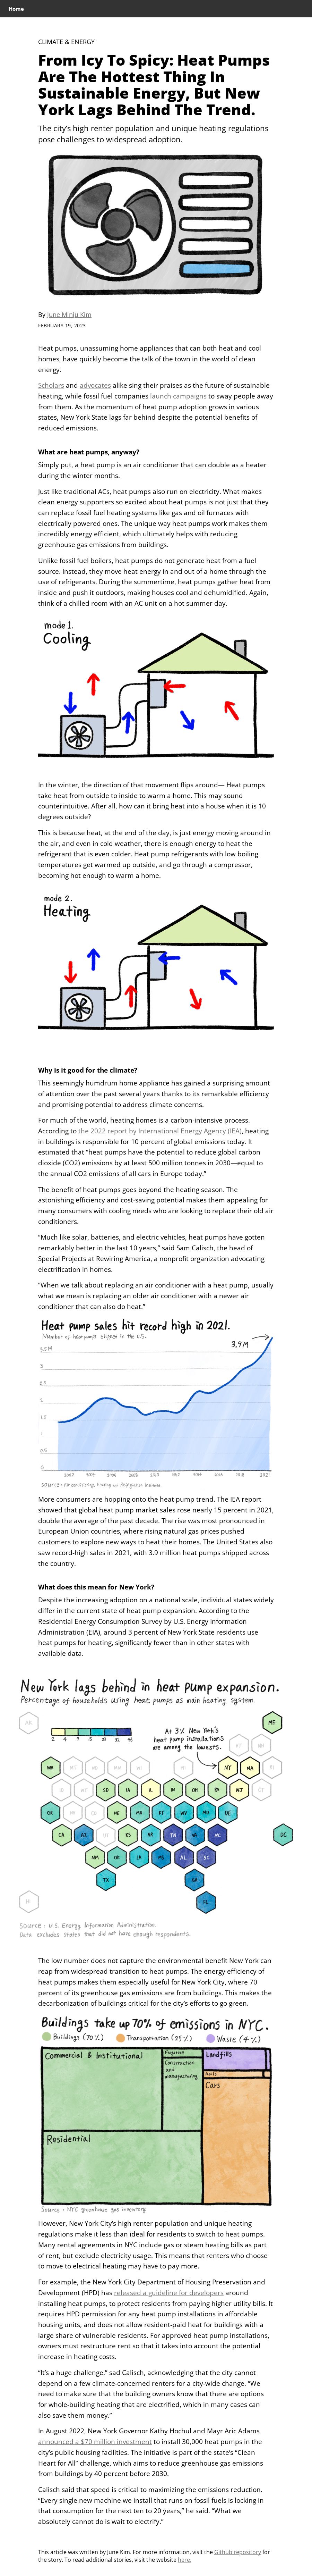 Home
CLIMATE & ENERGY
From Icy To Spicy: Heat Pumps
Are The Hottest Thing In
Sustainable Energy, But New
York Lags Behind The Trend.
The city's high renter population and unique heating regulations
pose challenges to widespread adoption.
By June Minju Kim
FEBRUARY 19, 2023
Heat pumps, unassuming home appliances that can both heat and cool
homes, have quickly become the talk of the town in the world of clean
energy.
Scholars and advocates alike sing their praises as the future of sustainable
heating, while fossil fuel companies launch campaigns to sway people away
from them. As the momentum of heat pump adoption grows in various
states, New York State lags far behind despite the potential benefits of
reduced emissions.
What are heat pumps, anyway?
Simply put, a heat pump is an air conditioner that can double as a heater
during the winter months.
Just like traditional ACs, heat pumps also run on electricity. What makes
clean energy supporters so excited about heat pumps is not just that they
can replace fossil fuel heating systems like gas and oil furnaces with
electrically powered ones. The unique way heat pumps work makes them
incredibly energy efficient, which ultimately helps with reducing
greenhouse gas emissions from buildings.
Unlike fossil fuel boilers, heat pumps do not generate heat from a fuel
source. Instead, they move heat energy in and out of a home through the
use of refrigerants. During the summertime, heat pumps gather heat from
inside and push it outdoors, making houses cool and dehumidified. Again,
think of a chilled room with an AC unit on a hot summer day.
mode 1.
Cooling
In the winter, the direction of that movement flips around— Heat pumps
take heat from outside to inside to warm a home. This may sound
counterintuitive. After all, how can it bring heat into a house when it is 10
degrees outside?
This is because heat, at the end of the day, is just energy moving around in
the air, and even in cold weather, there is enough energy to heat the
refrigerant that is even colder. Heat pump refrigerants with low boiling
temperatures get warmed up outside, and go through a compressor,
becoming hot enough to warm a home.
mode 2.
Heating
Why is it good for the climate?
This seemingly humdrum home appliance has gained a surprising amount
of attention over the past several years thanks to its remarkable efficiency
and promising potential to address climate concerns.
For much of the world, heating homes is a carbon-intensive process.
According to the 2022 report by International Energy Agency (IEA), heating
in buildings is responsible for 10 percent of global emissions today. It
estimated that "heat pumps have the potential to reduce global carbon
dioxide (CO2) emissions by at least 500 million tonnes in 2030—equal to
the annual CO2 emissions of all cars in Europe today."
The benefit of heat pumps goes beyond the heating season. The
astonishing efficiency and cost-saving potential makes them appealing for
many consumers with cooling needs who are looking to replace their old air
conditioners.
"Much like solar, batteries, and electric vehicles, heat pumps have gotten
remarkably better in the last 10 years," said Sam Calisch, the head of
Special Projects at Rewiring America, a nonprofit organization advocating
electrification in homes.
"When we talk about replacing an air conditioner with a heat pump, usually
what we mean is replacing an older air conditioner with a newer air
conditioner that can also do heat."
Heat pump sales hit record high in 2021.
Number of heat pumps shipped in the U.S.
3.9M
Source: Air Conditioning, Heating and Refrigeration Institute
More consumers are hopping onto the heat pump trend. The IEA report
showed that global heat pump market sales rose nearly 15 percent in 2021,
double the average of the past decade. The rise was most pronounced in
European Union countries, where rising natural gas prices pushed
customers to explore new ways to heat their homes. The United States also
saw record-high sales in 2021, with 3.9 million heat pumps shipped across
the country.
What does this mean for New York?
Despite the increasing adoption on a national scale, individual states widely
differ in the current state of heat pump expansion. According to the
Residential Energy Consumption Survey by U.S. Energy Information
Administration (EIA), around 3 percent of New York State residents use
heat pumps for heating, significantly fewer than in other states with
available data.
New York lags behind in heat pump expansion.
Percentage of households using heat pumps as main heating system.
At 3% New York's
heat pump installations
are among the lowests.
ME
WA NY MA
SD IA IL IN OH PA NJ
OR NE MO KY WV MD DE
CA AZ KS AR TN VA NC DC
NM OK LA MS AL SC
TX GA
FL
Source: U.S. Energy Information Administration
Data excludes states that did not have enough respondents.
The low number does not capture the environmental benefit New York can
reap from widespread transition to heat pumps. The energy efficiency of
heat pumps makes them especially useful for New York City, where 70
percent of its greenhouse gas emissions are from buildings. This makes the
decarbonization of buildings critical for the city's efforts to go green.
Buildings take up 70% of emissions in NYC.
Buildings (70%) Transporation (25%) Waste (4%)
Commercial & Institutional
Fugitive
Landfills
Construction
and
manufacturing
Cars
Residential
Source: NYC greenhouse gas inventory
However, New York City's high renter population and unique heating
regulations make it less than ideal for residents to switch to heat pumps.
Many rental agreements in NYC include gas or steam heating bills as part
of rent, but exclude electricity usage. This means that renters who choose
to move to electrical heating may have to pay more.
For example, the New York City Department of Housing Preservation and
Development (HPD) has released a guideline for developers around
installing heat pumps, to protect residents from paying higher utility bills. It
requires HPD permission for any heat pump installations in affordable
housing units, and does not allow resident-paid heat for buildings with a
large share of vulnerable residents. For approved heat pump installations,
owners must restructure rent so that it takes into account the potential
increase in heating costs.
"It's a huge challenge." sad Calisch, acknowledging that the city cannot
depend on a few climate-concerned renters for a city-wide change. "We
need to make sure that the building owners know that there are options
for whole-building heating that are electrified, which in many cases can
also save them money."
In August 2022, New York Governor Kathy Hochul and Mayr Aric Adams
announced a $70 million investment to install 30,000 heat pumps in the
city's public housing facilities. The initiative is part of the state's "Clean
Heart for All" challenge, which aims to reduce greenhouse gas emissions
from buildings by 40 percent before 2030.
Calisch said that speed is critical to maximizing the emissions reduction.
"Every single new machine we install that runs on fossil fuels is locking in
that consumption for the next ten to 20 years," he said. "What we
absolutely cannot do is wait to electrify."
This article was written by June Kim. For more information, visit the Github repository for
the story. To read additional stories, visit the website here.